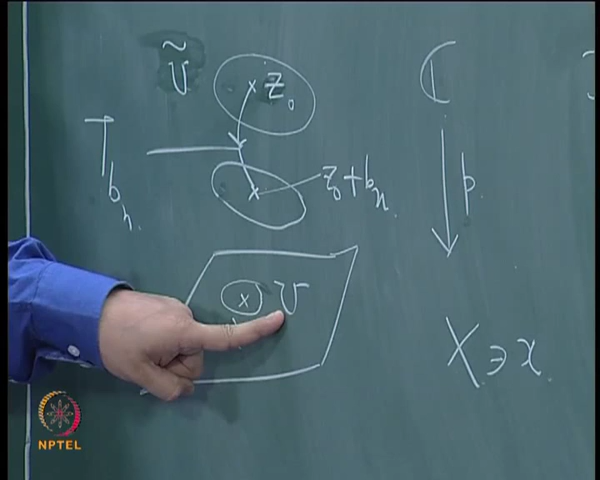 Ũ z₀ ℂ
T_{b_n} z₀+b_n p
U
X ∋ x
NPTEL